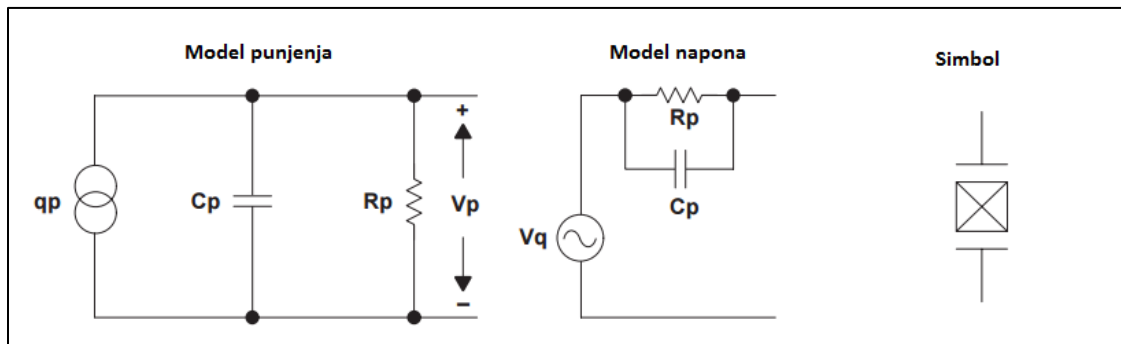 Model punjenja
Model napona
Simbol
qp
Cp
Rp
+
Vp
−
Vq
Rp
Cp